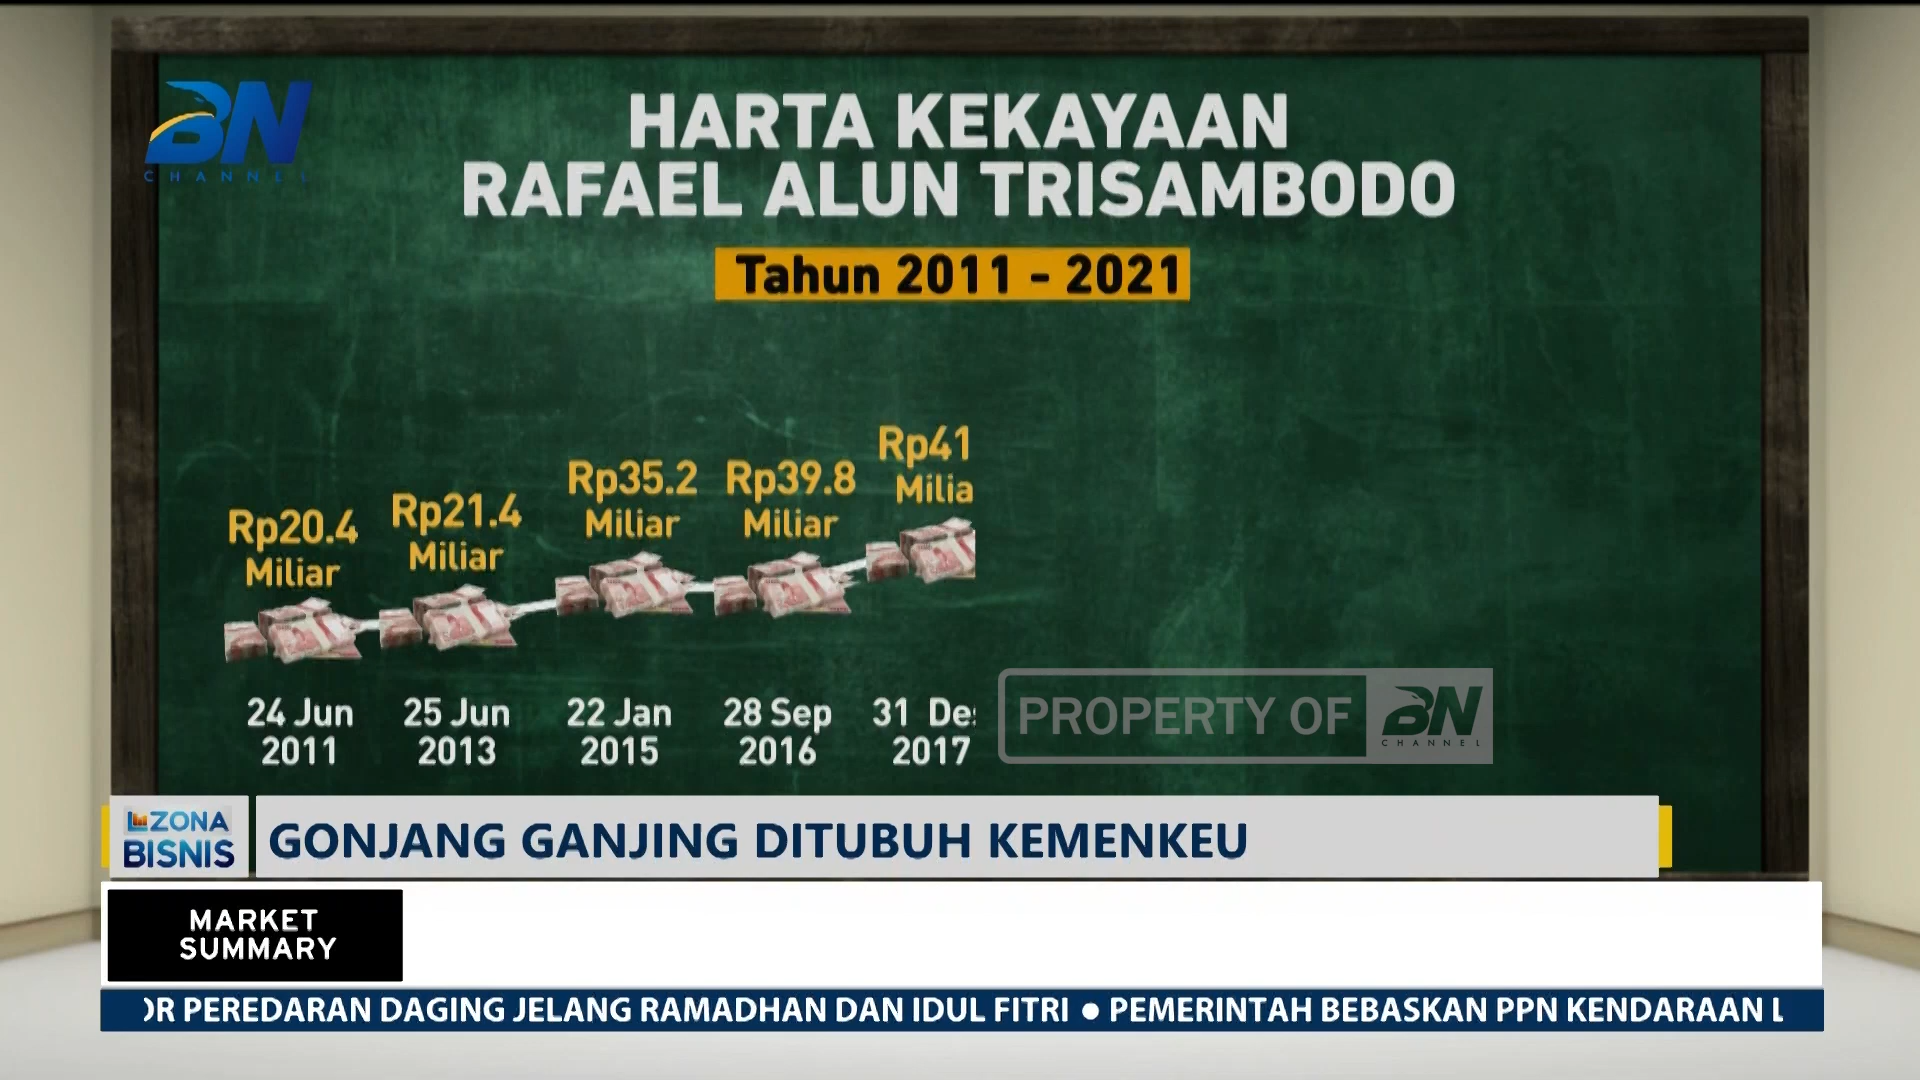 BN
CHANNEL
HARTA KEKAYAAN
RAFAEL ALUN TRISAMBODO
Tahun 2011 - 2021
Rp20.4
Miliar
Rp21.4
Miliar
Rp35.2
Miliar
Rp39.8
Miliar
Rp41
Milia
24 Jun
2011
25 Jun
2013
22 Jan
2015
28 Sep
2016
31 Des
2017
PROPERTY OF BN
CHANNEL
ZONA
BISNIS
GONJANG GANJING DITUBUH KEMENKEU
MARKET
SUMMARY
OR PEREDARAN DAGING JELANG RAMADHAN DAN IDUL FITRI ● PEMERINTAH BEBASKAN PPN KENDARAAN L